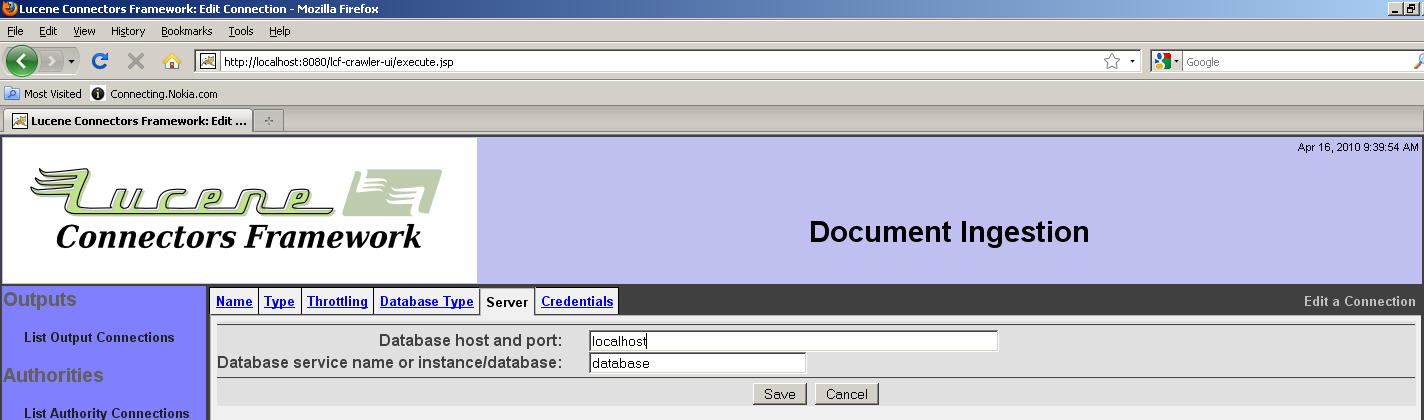 Lucene Connectors Framework: Edit Connection - Mozilla Firefox
File Edit View History Bookmarks Tools Help
http://localhost:8080/lcf-crawler-ui/execute.jsp
Google
Most Visited Connecting.Nokia.com
Lucene Connectors Framework: Edit ...
Apr 16, 2010 9:39:54 AM
Lucene
Connectors Framework
Document Ingestion
Outputs
List Output Connections
Authorities
List Authority Connections
Name Type Throttling Database Type Server Credentials Edit a Connection
Database host and port: localhost
Database service name or instance/database: database
Save Cancel